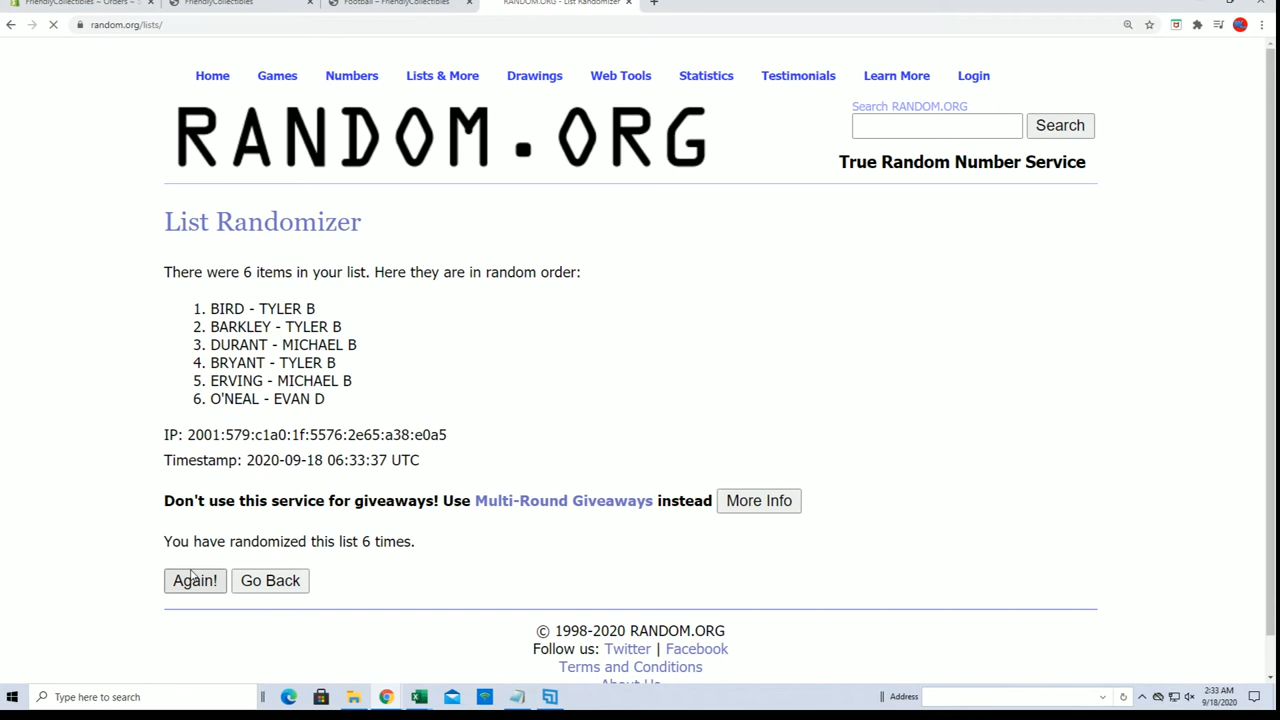 FriendlyCollectibles ~ Orders ~
FriendlyCollectibles
Football – FriendlyCollectibles
RANDOM.ORG - List Randomizer
random.org/lists/
Home Games Numbers Lists & More Drawings Web Tools Statistics Testimonials Learn More Login
RANDOM.ORG
Search RANDOM.ORG
Search
True Random Number Service
List Randomizer
There were 6 items in your list. Here they are in random order:
1. BIRD - TYLER B
2. BARKLEY - TYLER B
3. DURANT - MICHAEL B
4. BRYANT - TYLER B
5. ERVING - MICHAEL B
6. O'NEAL - EVAN D
IP: 2001:579:c1a0:1f:5576:2e65:a38:e0a5
Timestamp: 2020-09-18 06:33:37 UTC
Don't use this service for giveaways! Use Multi-Round Giveaways instead More Info
You have randomized this list 6 times.
Again! Go Back
© 1998-2020 RANDOM.ORG
Follow us: Twitter | Facebook
Terms and Conditions
About Us
Type here to search
Address
2:33 AM
9/18/2020